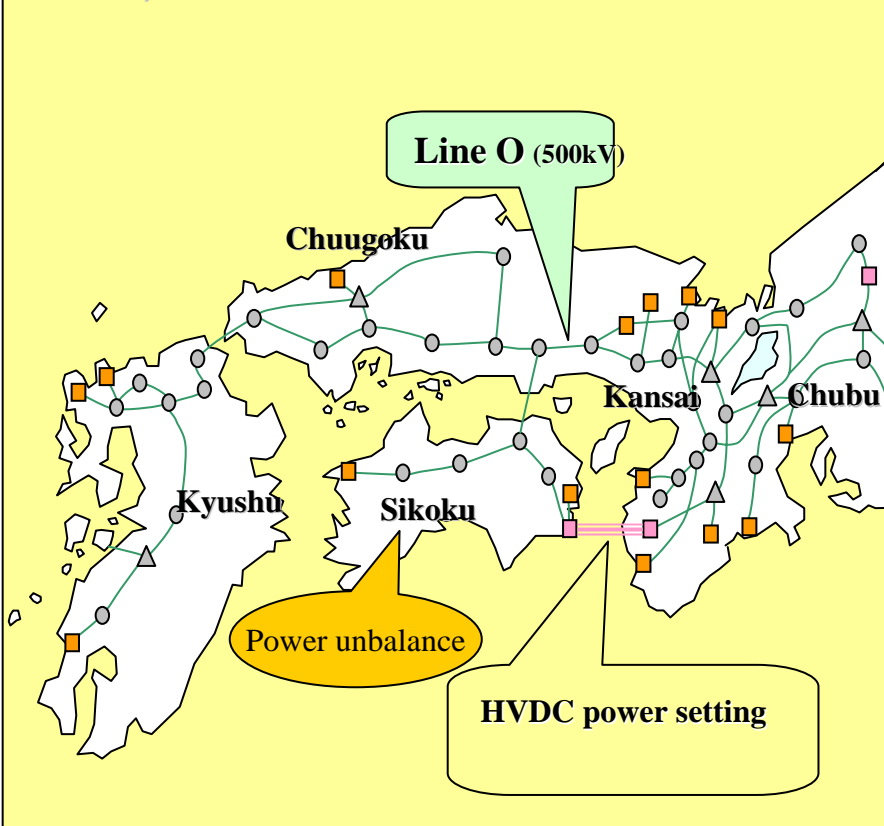 Line O (500kV)
Chuugoku
Kansai
Chubu
Kyushu
Sikoku
Power unbalance
HVDC power setting